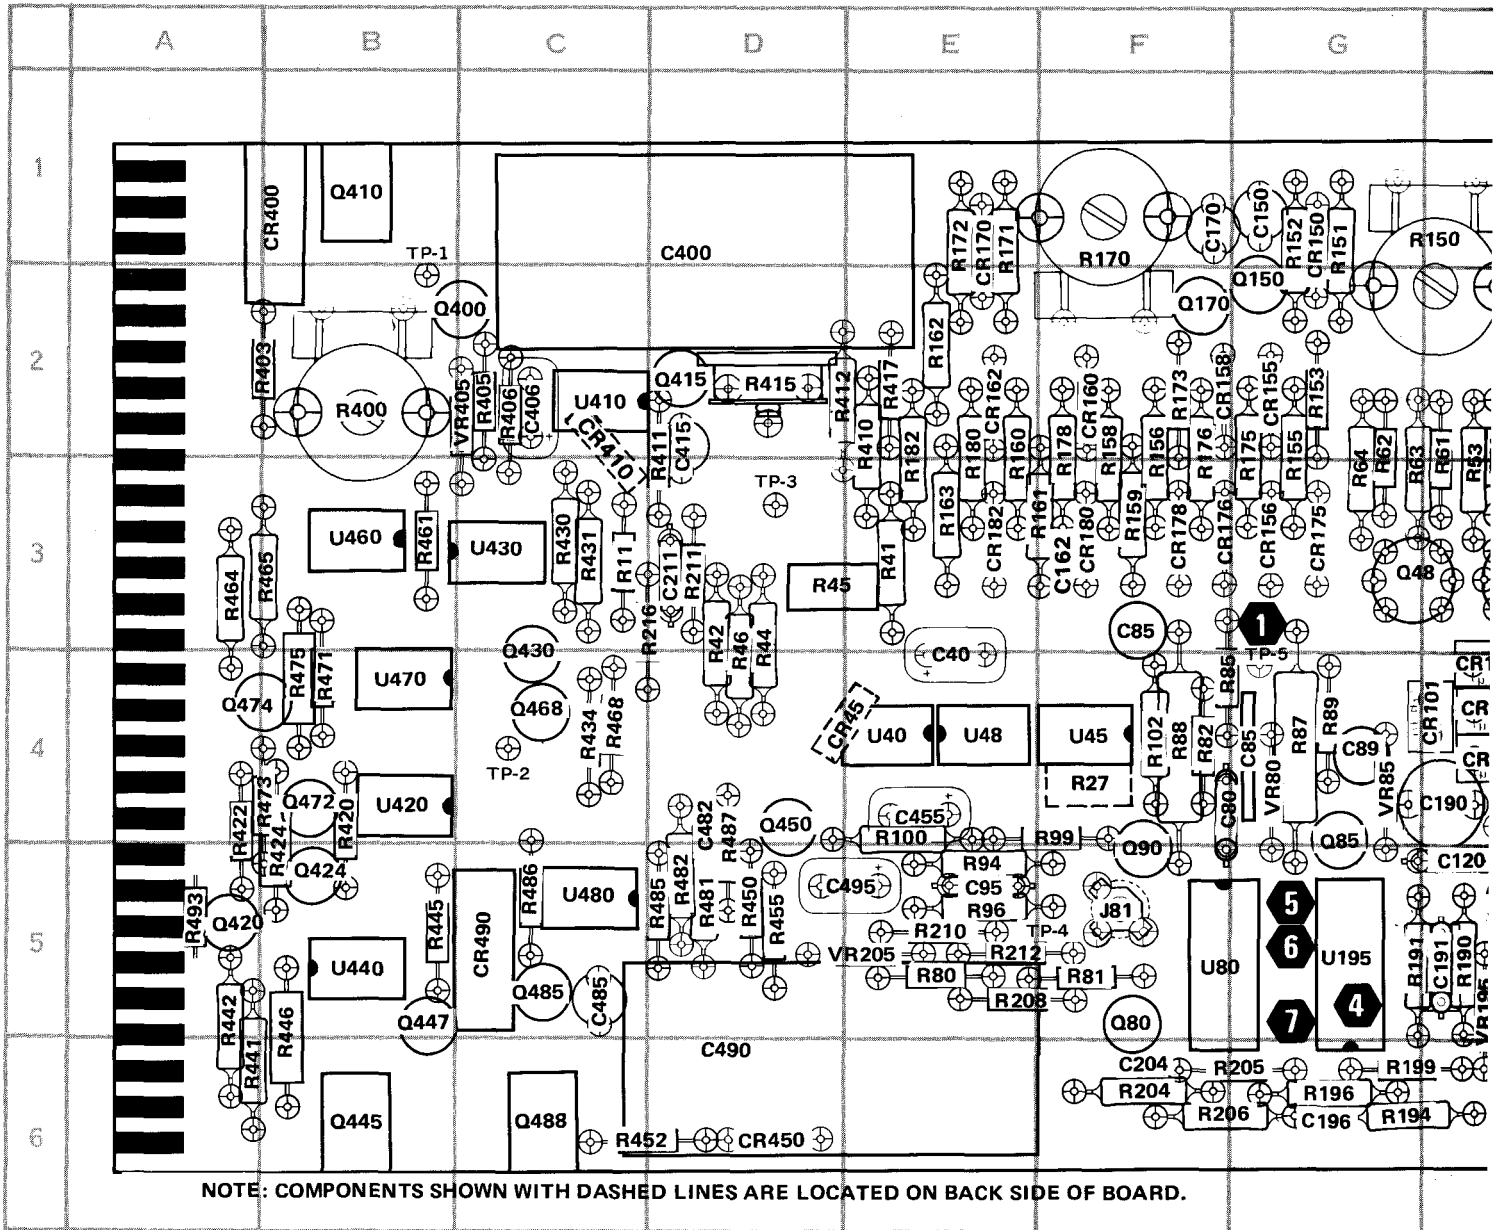 A B C D E F G
1
CR400 Q410 C400 R172 CR170 R171 R170 C170 C150 R152 CR150 R151 R150
TP-1
Q400 Q170 Q150
2
R403 R400 VR405 R405 R406 C406 U410 CR410 Q415 R415 R412 R417 R162 CR162 CR160 R173 CR158 CR155 R153
R411 C415 R410 R182 R180 R160 R178 R158 R156 R176 R175 R155 R64 R62 R63 R61 R53
TP-3
3
R464 R465 U460 R461 U430 R430 R431 R11 C211 R211 R45 R41 R163 CR182 R161 C162 CR180 R159 CR178 CR176 CR156 CR175 Q48
R216 R42 R46 R44 C85 1
R475 R471 U470 Q430 C40 R85 TP-5 CR1
4
Q474 Q468 R434 R468 CR45 U40 U48 U45 R102 R88 R82 C85 R87 R89 C89 CR101 CR
TP-2
R27 VR80 VR85 CR
R422 R473 Q472 R420 U420 C482 R487 Q450 C455 C80 C190
R424 R100 R99 Q90 Q85
Q424 R486 U480 R485 R482 R481 R450 R455 C495 R94 C95 R96 J81 C120
5
R493 Q420 R445 CR490 R210 TP-4 5
U440 VR205 R212 U80 6 U195 R191 C191 R190
R442 R441 R446 Q447 Q485 C485 R80 R81 R208 Q80 7 4 VR195
C490 C204 R205 R199
R204 R196
6
Q445 Q488 R452 CR450 R206 C196 R194
NOTE: COMPONENTS SHOWN WITH DASHED LINES ARE LOCATED ON BACK SIDE OF BOARD.